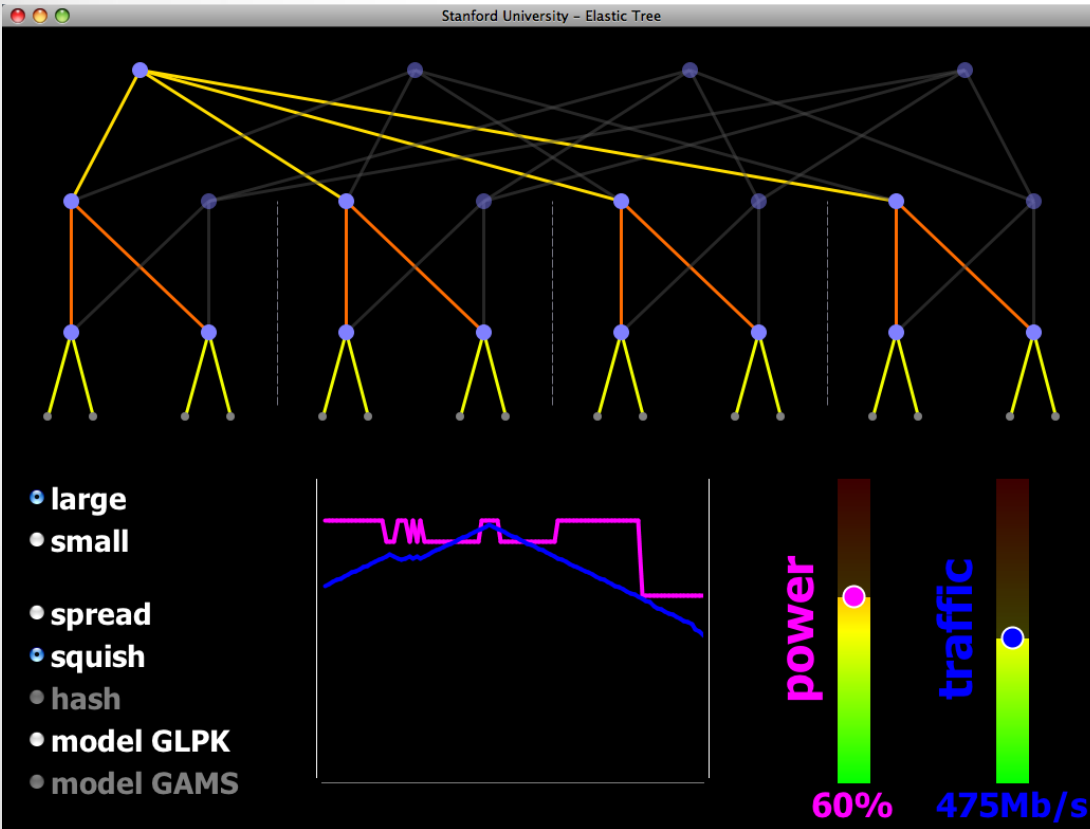 Stanford University – Elastic Tree
large
small
spread
squish
hash
model GLPK
model GAMS
power
60%
traffic
475Mb/s